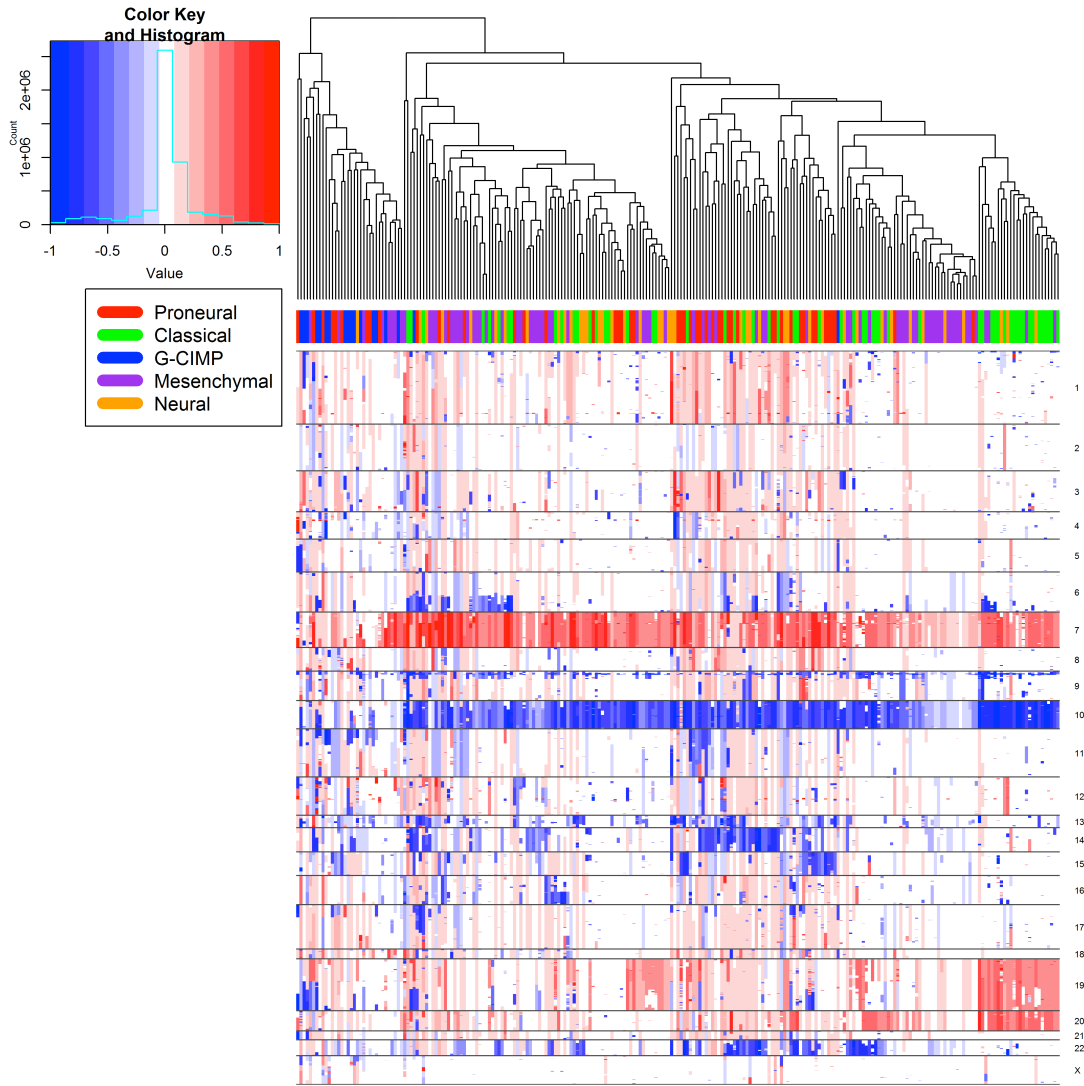 Color Key
and Histogram
Count
0
1e+06
2e+06
-1
-0.5
0
0.5
1
Value
Proneural
Classical
G-CIMP
Mesenchymal
Neural
1
2
3
4
5
6
7
8
9
10
11
12
13
14
15
16
17
18
19
20
21
22
X